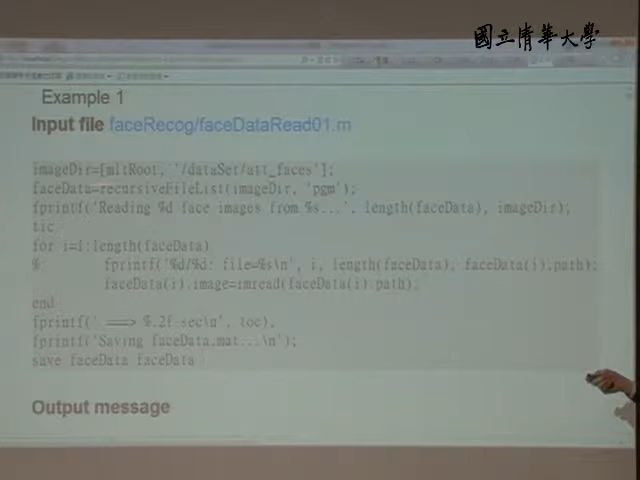 國立清華大學
Example 1
Input file faceRecog/faceDataRead01.m
imageDir=[mltRoot, '/dataSet/att_faces'];
faceData=recursiveFileList(imageDir, 'pgm');
fprintf('Reading %d face images from %s...', length(faceData), imageDir);
tic
for i=1:length(faceData)
% fprintf('%d/%d: file=%s\n', i, length(faceData), faceData(i).path);
faceData(i).image=imread(faceData(i).path);
end
fprintf(' ===> %.2f sec\n', toc);
fprintf('Saving faceData.mat...\n');
save faceData faceData
Output message